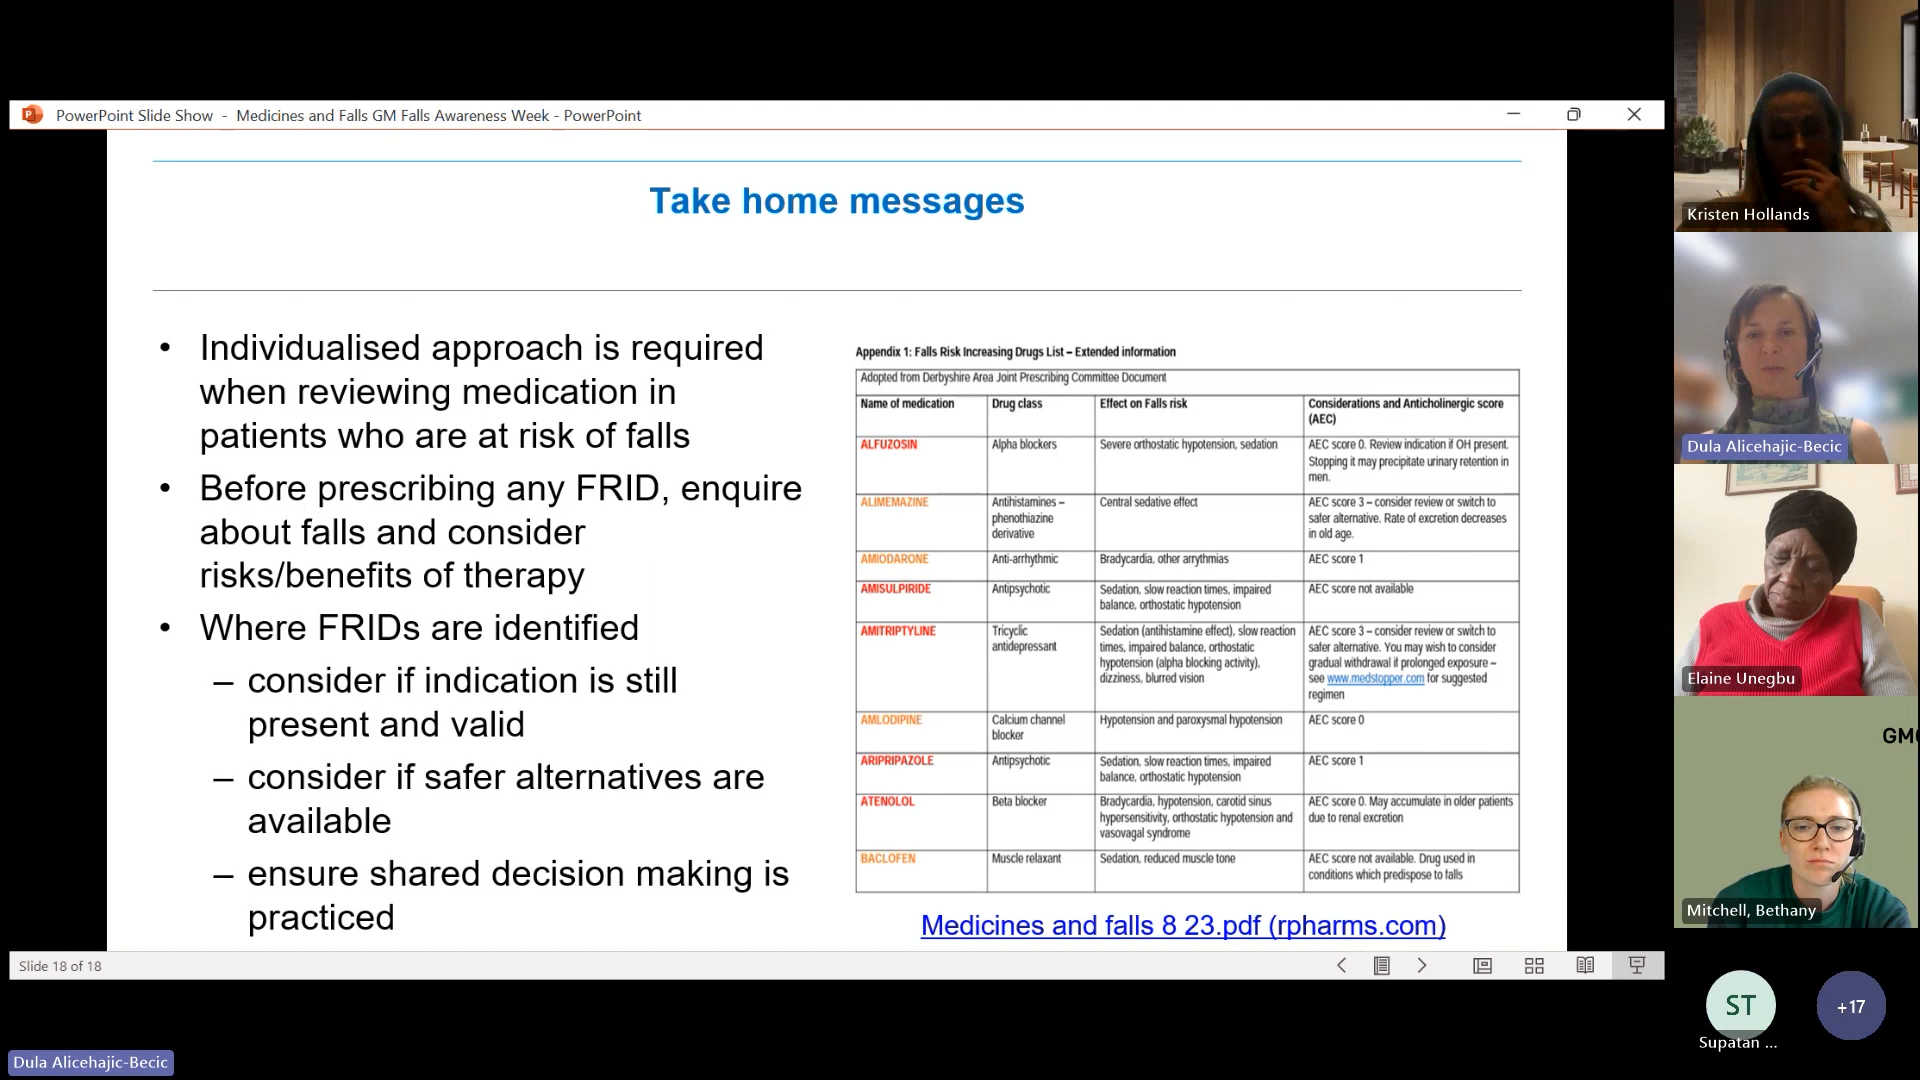 PowerPoint Slide Show - Medicines and Falls GM Falls Awareness Week - PowerPoint
Take home messages
• Individualised approach is required
when reviewing medication in
patients who are at risk of falls
• Before prescribing any FRID, enquire
about falls and consider
risks/benefits of therapy
• Where FRIDs are identified
– consider if indication is still
present and valid
– consider if safer alternatives are
available
– ensure shared decision making is
practiced
Appendix 1: Falls Risk Increasing Drugs List – Extended information
Adopted from Derbyshire Area Joint Prescribing Committee Document
Name of medication
Drug class
Effect on Falls risk
Considerations and Anticholinergic score
(AEC)
ALFUZOSIN
Alpha blockers
Severe orthostatic hypotension, sedation
AEC score 0. Review indication if OH present.
Stopping it may precipitate urinary retention in
men.
ALIMEMAZINE
Antihistamines –
phenothiazine
derivative
Central sedative effect
AEC score 3 – consider review or switch to
safer alternative. Rate of excretion decreases
in old age.
AMIODARONE
Anti-arrhythmic
Bradycardia, other arrythmias
AEC score 1
AMISULPIRIDE
Antipsychotic
Sedation, slow reaction times, impaired
balance, orthostatic hypotension
AEC score not available
AMITRIPTYLINE
Tricyclic
antidepressant
Sedation (antihistamine effect), slow reaction
times, impaired balance, orthostatic
hypotension (alpha blocking activity),
dizziness, blurred vision
AEC score 3 – consider review or switch to
safer alternative. You may wish to consider
gradual withdrawal if prolonged exposure –
see www.medstopper.com for suggested
regimen
AMLODIPINE
Calcium channel
blocker
Hypotension and paroxysmal hypotension
AEC score 0
ARIPRIPAZOLE
Antipsychotic
Sedation, slow reaction times, impaired
balance, orthostatic hypotension
AEC score 1
ATENOLOL
Beta blocker
Bradycardia, hypotension, carotid sinus
hypersensitivity, orthostatic hypotension and
vasovagal syndrome
AEC score 0. May accumulate in older patients
due to renal excretion
BACLOFEN
Muscle relaxant
Sedation, reduced muscle tone
AEC score not available. Drug used in
conditions which predispose to falls
Medicines and falls 8 23.pdf (rpharms.com)
Slide 18 of 18
Dula Alicehajic-Becic
Kristen Hollands
Dula Alicehajic-Becic
Elaine Unegbu
GM
Mitchell, Bethany
ST
Supatan ...
+17